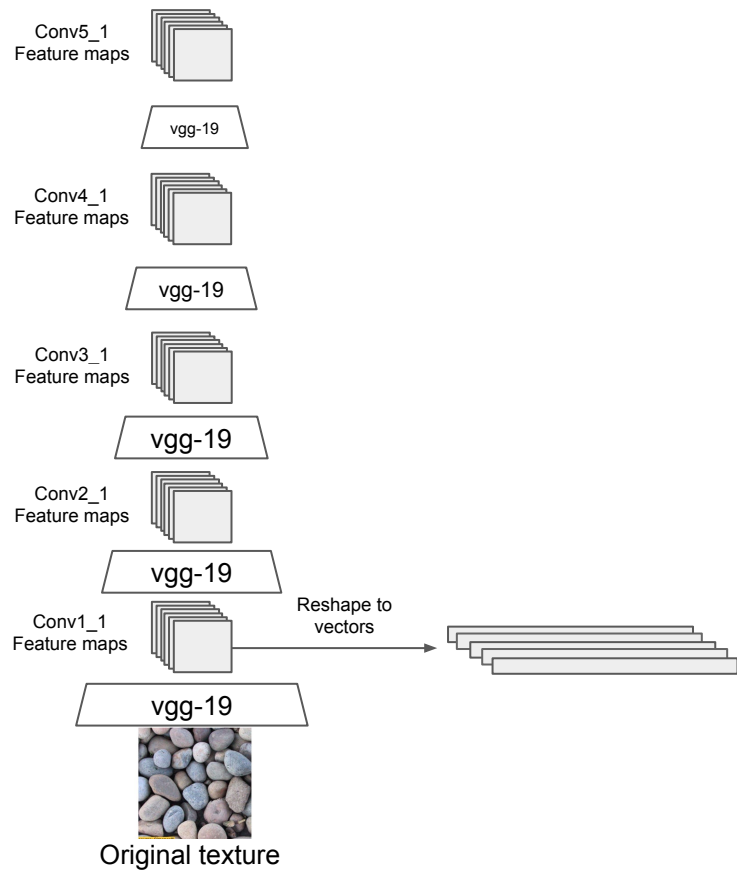 Conv5_1
Feature maps
vgg-19
Conv4_1
Feature maps
vgg-19
Conv3_1
Feature maps
vgg-19
Conv2_1
Feature maps
vgg-19
Conv1_1
Feature maps
Reshape to
vectors
vgg-19
Original texture